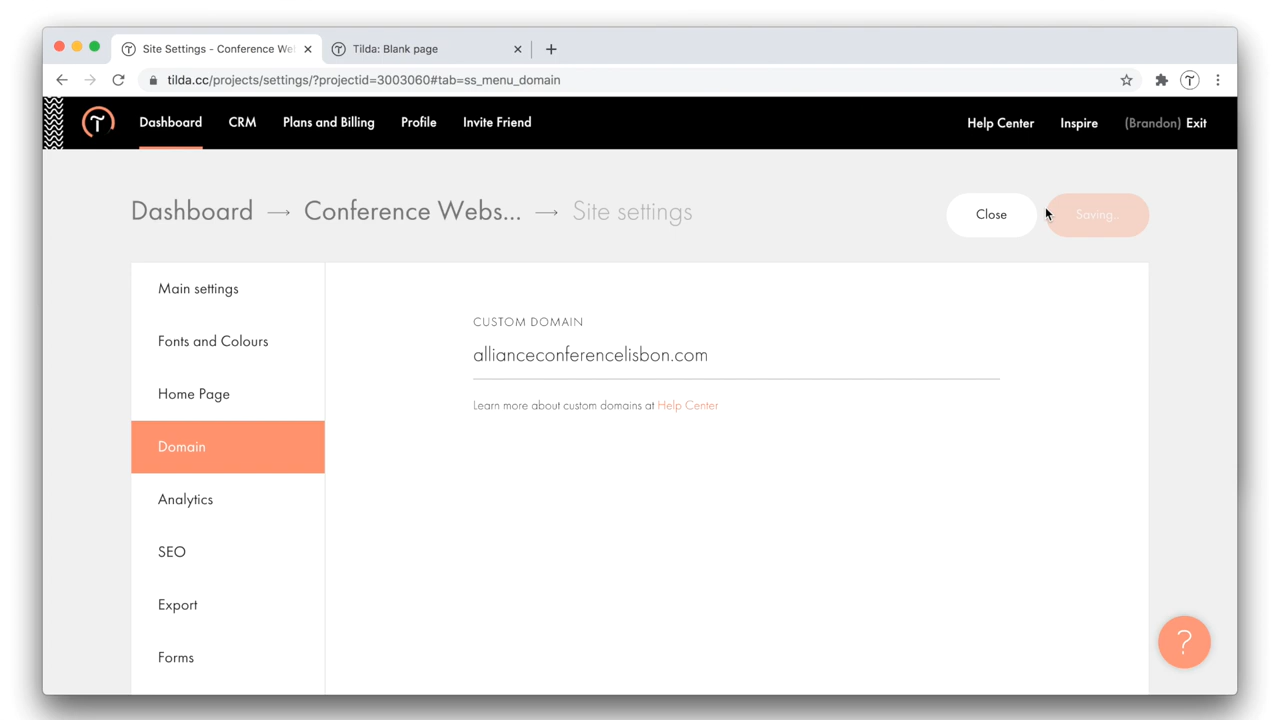 Site Settings - Conference Wel
Tilda: Blank page
tilda.cc/projects/settings/?projectid=3003060#tab=ss_menu_domain
Dashboard CRM Plans and Billing Profile Invite Friend Help Center Inspire (Brandon) Exit
Dashboard → Conference Webs... → Site settings
Close
Saving...
Main settings
Fonts and Colours
Home Page
Domain
Analytics
SEO
Export
Forms
CUSTOM DOMAIN
allianceconferencelisbon.com
Learn more about custom domains at Help Center
?